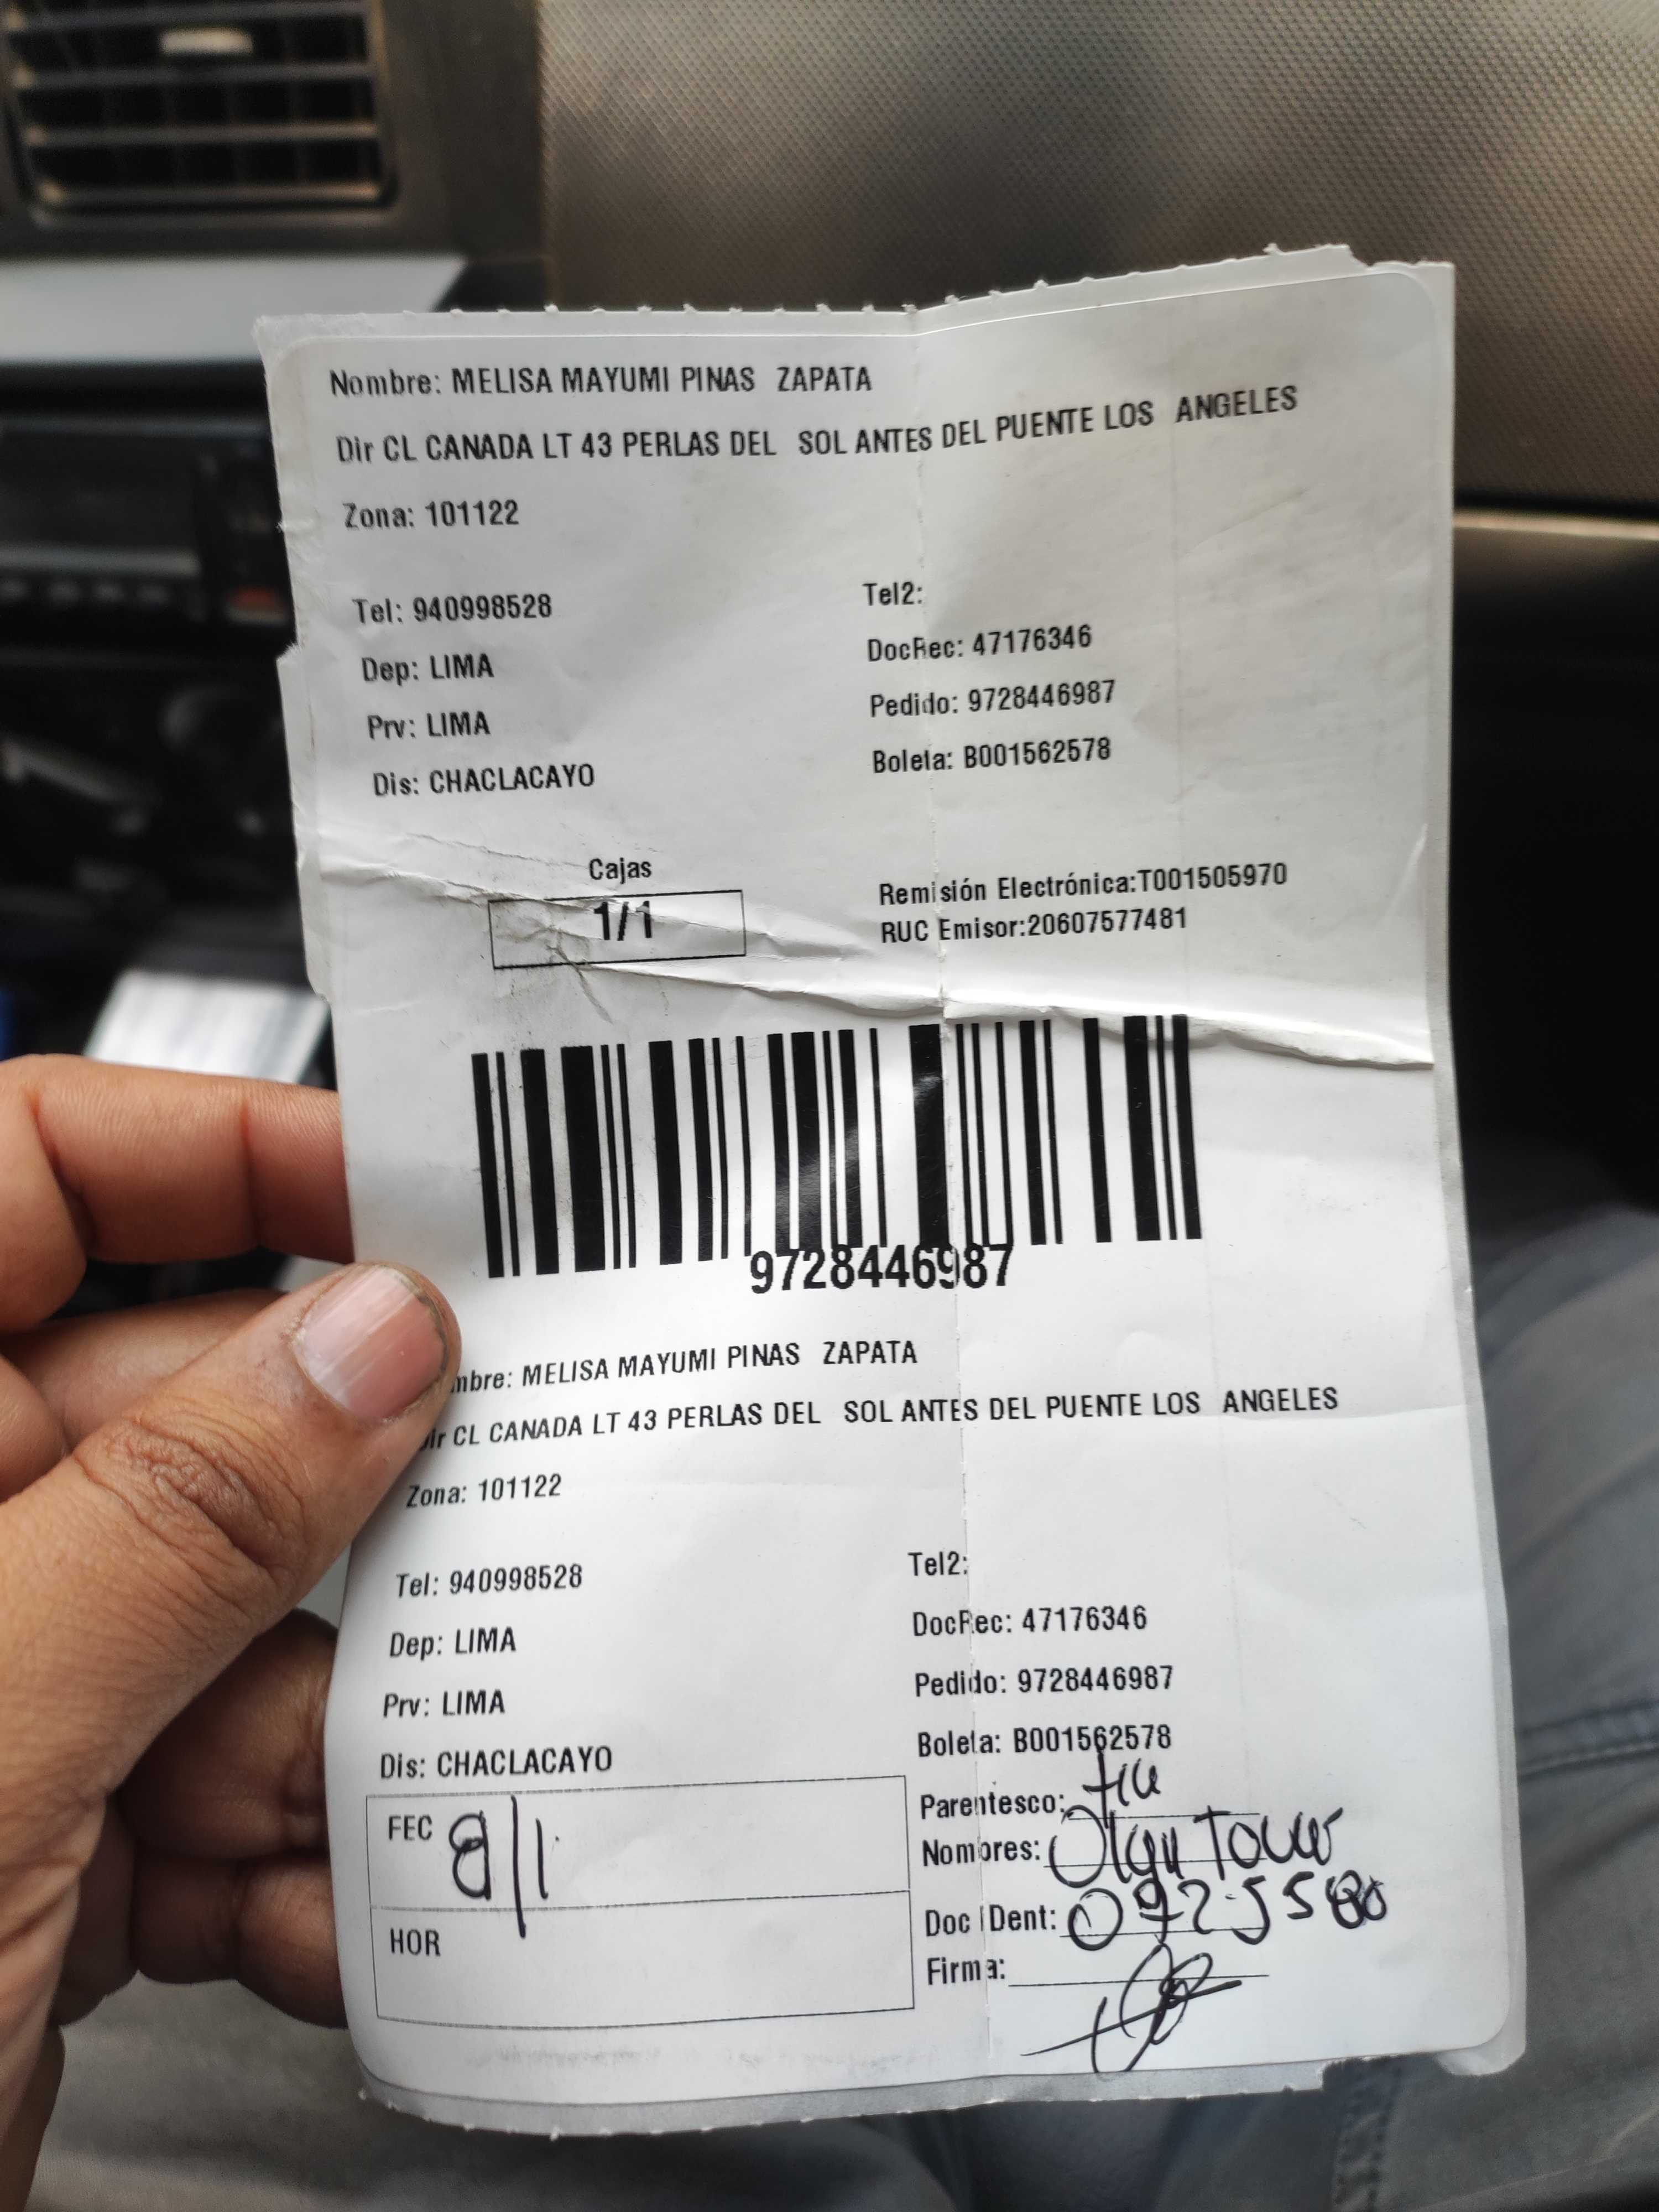 Nombre: MELISA MAYUMI PINAS ZAPATA
Dir CL CANADA LT 43 PERLAS DEL SOL ANTES DEL PUENTE LOS ANGELES
Zona: 101122
Tel: 940998528
Tel2:
Dep: LIMA
DocRec: 47176346
Prv: LIMA
Pedido: 9728446987
Dis: CHACLACAYO
Boleta: B001562578
Cajas
1/1
Remisión Electrónica:T001505970
RUC Emisor:20607577481
9728446987
mbre: MELISA MAYUMI PINAS ZAPATA
Dir CL CANADA LT 43 PERLAS DEL SOL ANTES DEL PUENTE LOS ANGELES
Zona: 101122
Tel: 940998528
Tel2:
Dep: LIMA
DocRec: 47176346
Prv: LIMA
Pedido: 9728446987
Dis: CHACLACAYO
Boleta: B001562578
FEC 8/1
HOR
Parentesco:
Nombres:
Doc IDent:
Firma: